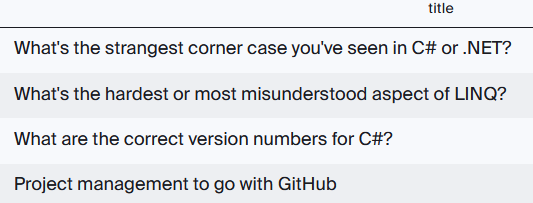 title
What's the strangest corner case you've seen in C# or .NET?
What's the hardest or most misunderstood aspect of LINQ?
What are the correct version numbers for C#?
Project management to go with GitHub